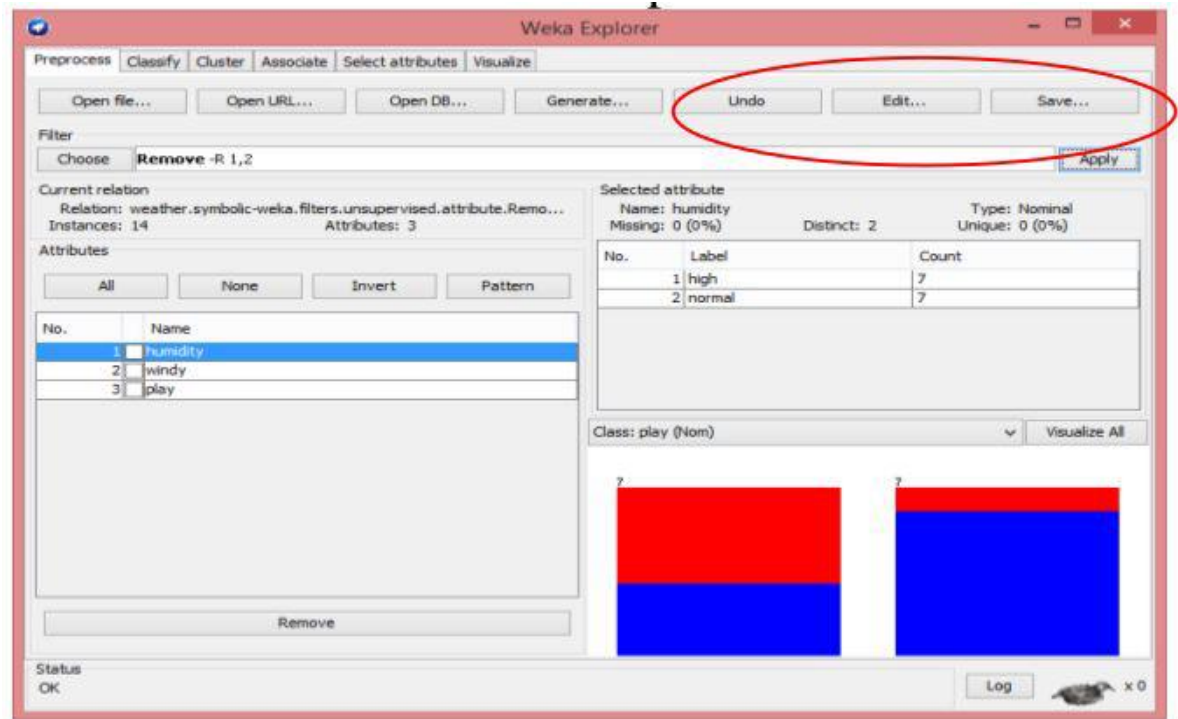 Weka Explorer
Preprocess Classify Cluster Associate Select attributes Visualize
Open file... Open URL... Open DB... Generate... Undo Edit... Save...
Filter
Choose Remove -R 1,2 Apply
Current relation
Relation: weather.symbolic-weka.filters.unsupervised.attribute.Remo...
Instances: 14 Attributes: 3
Attributes
All None Invert Pattern
No. Name
1 humidity
2 windy
3 play
Remove
Selected attribute
Name: humidity Type: Nominal
Missing: 0 (0%) Distinct: 2 Unique: 0 (0%)
No. Label Count
1 high 7
2 normal 7
Class: play (Nom) Visualize All
7 7
Status
OK Log x 0